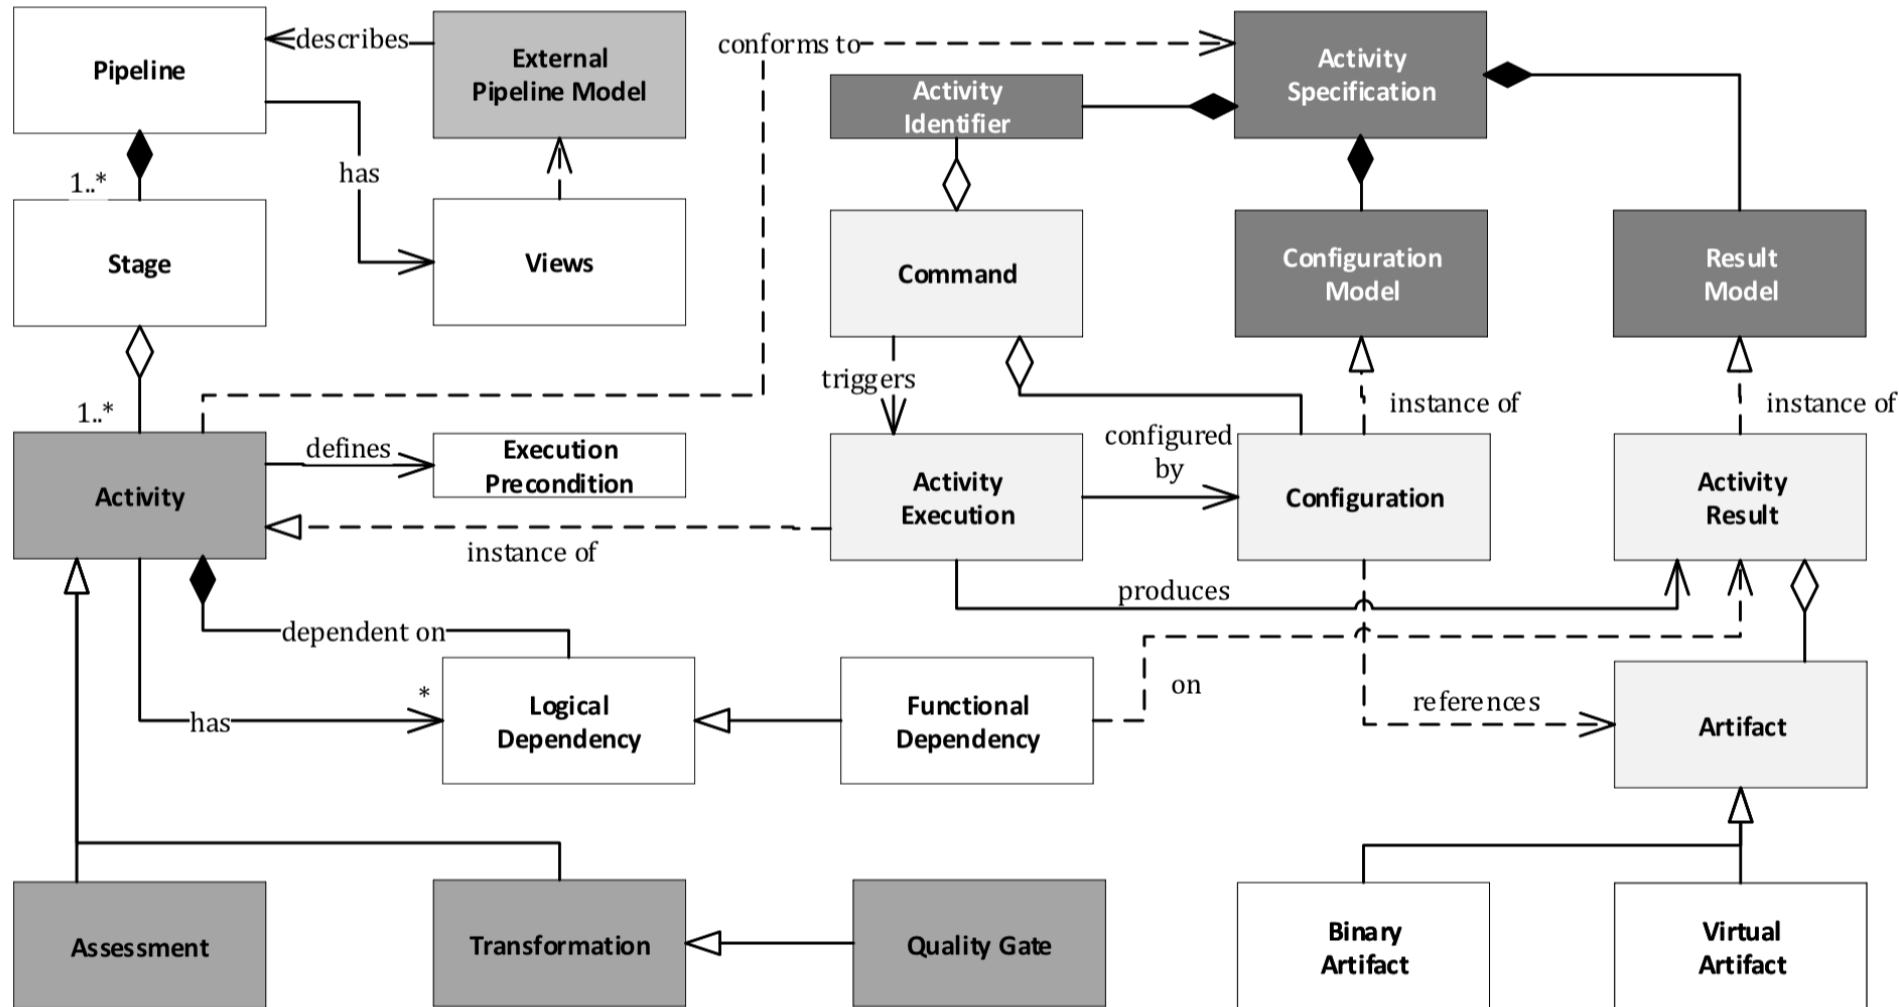 Pipeline
describes
External
Pipeline Model
conforms to
Activity
Specification
Activity
Identifier
1..*
has
Stage
Views
Command
Configuration
Model
Result
Model
triggers
instance of
instance of
1..*
Activity
defines
Execution
Precondition
Activity
Execution
configured
by
Configuration
Activity
Result
instance of
produces
dependent on
*
has
Logical
Dependency
Functional
Dependency
on
references
Artifact
Assessment
Transformation
Quality Gate
Binary
Artifact
Virtual
Artifact